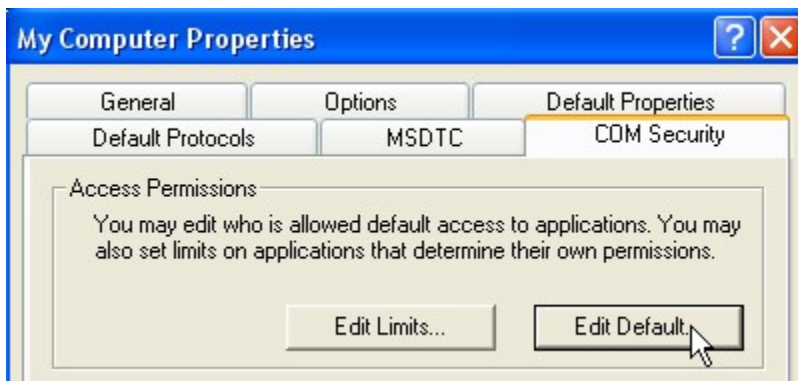 My Computer Properties
General Options Default Properties
Default Protocols MSDTC COM Security
Access Permissions
You may edit who is allowed default access to applications. You may
also set limits on applications that determine their own permissions.
Edit Limits... Edit Default..